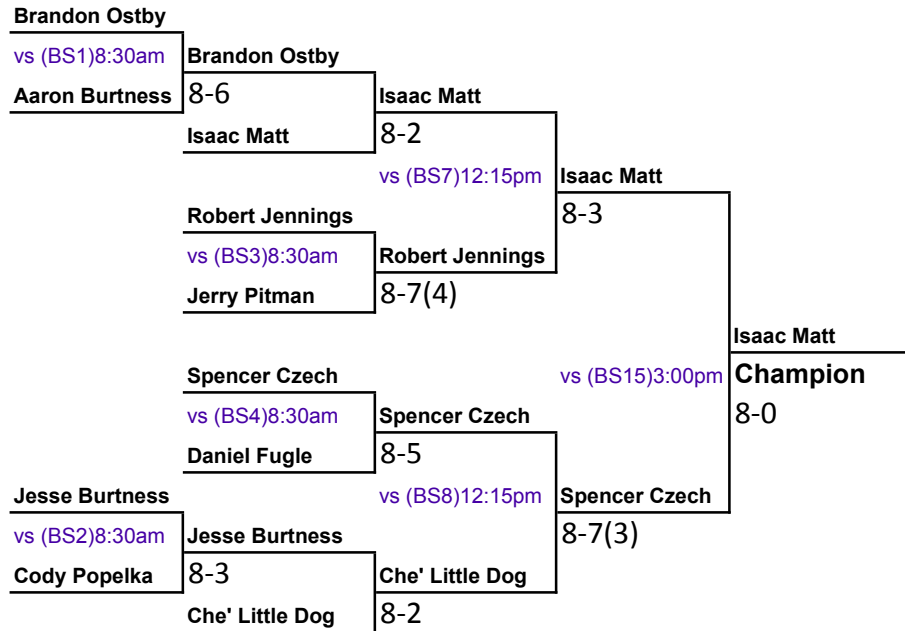 Brandon Ostby
vs (BS1)8:30am
Brandon Ostby
Aaron Burtness
8-6
Isaac Matt
Isaac Matt
8-2
vs (BS7)12:15pm
Isaac Matt
Robert Jennings
8-3
vs (BS3)8:30am
Robert Jennings
Jerry Pitman
8-7(4)
Isaac Matt
Spencer Czech
vs (BS15)3:00pm
Champion
vs (BS4)8:30am
Spencer Czech
8-0
Daniel Fugle
8-5
Jesse Burtness
vs (BS8)12:15pm
Spencer Czech
vs (BS2)8:30am
Jesse Burtness
8-7(3)
Cody Popelka
8-3
Che' Little Dog
Che' Little Dog
8-2